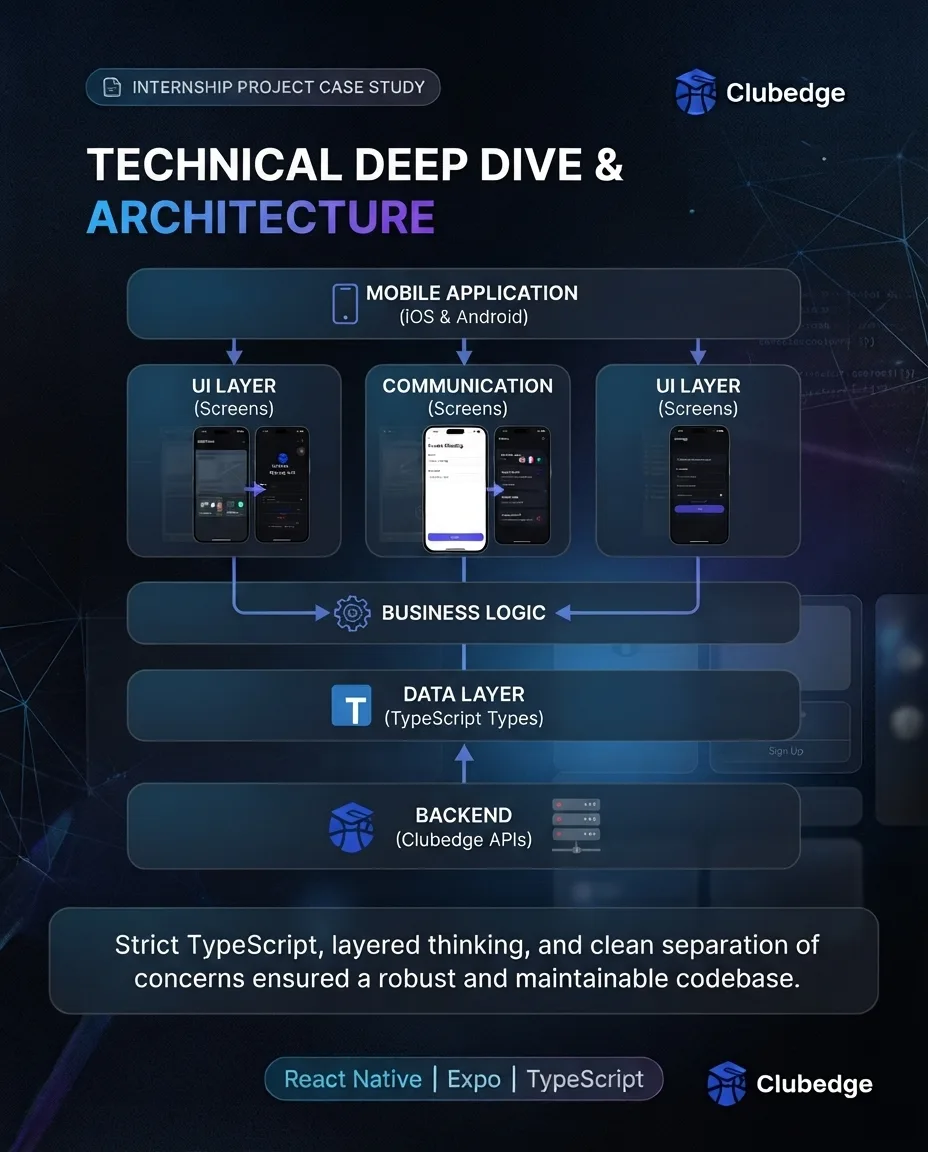 INTERNSHIP PROJECT CASE STUDY
Clubedge
TECHNICAL DEEP DIVE &
ARCHITECTURE
MOBILE APPLICATION
(iOS & Android)
UI LAYER
(Screens)
COMMUNICATION
(Screens)
UI LAYER
(Screens)
BUSINESS LOGIC
T
DATA LAYER
(TypeScript Types)
Sign Up
BACKEND
(Clubedge APIs)
Strict TypeScript, layered thinking, and clean separation of
concerns ensured a robust and maintainable codebase.
React Native | Expo | TypeScript
Clubedge